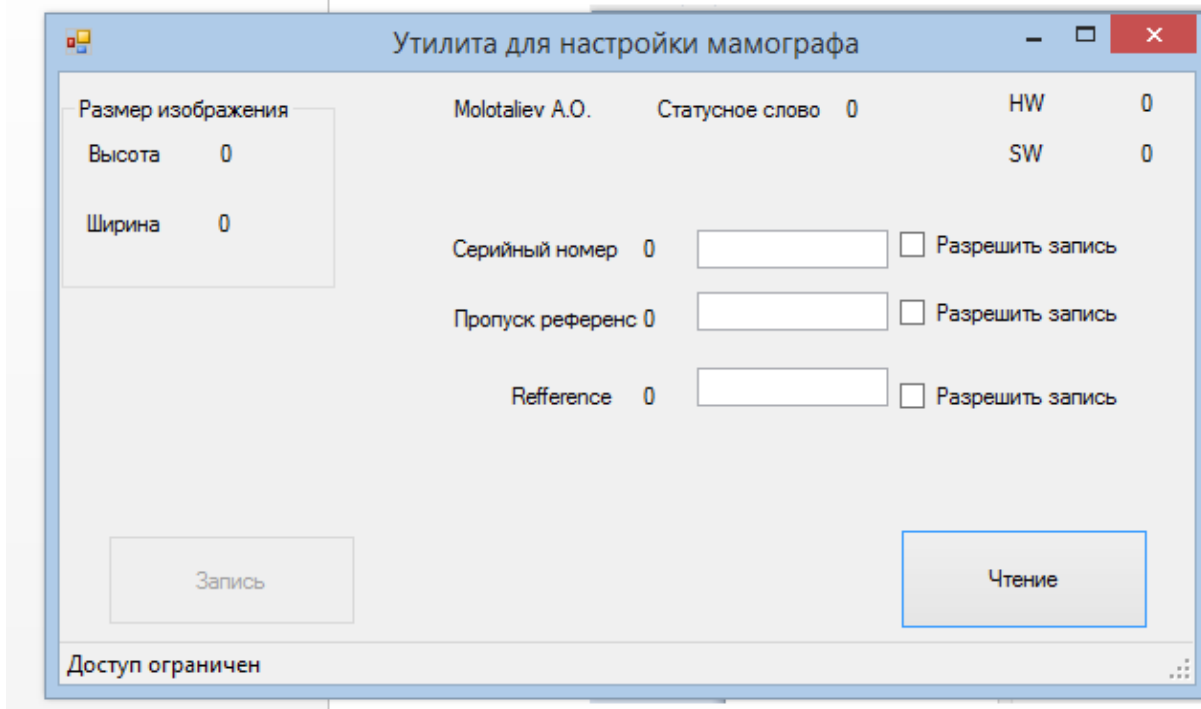 Утилита для настройки мамографа
Размер изображения
Molotaliev A.O. Статусное слово 0 HW 0
Высота 0
SW 0
Ширина 0
Серийный номер 0 Разрешить запись
Пропуск референс 0 Разрешить запись
Refference 0 Разрешить запись
Запись
Чтение
Доступ ограничен